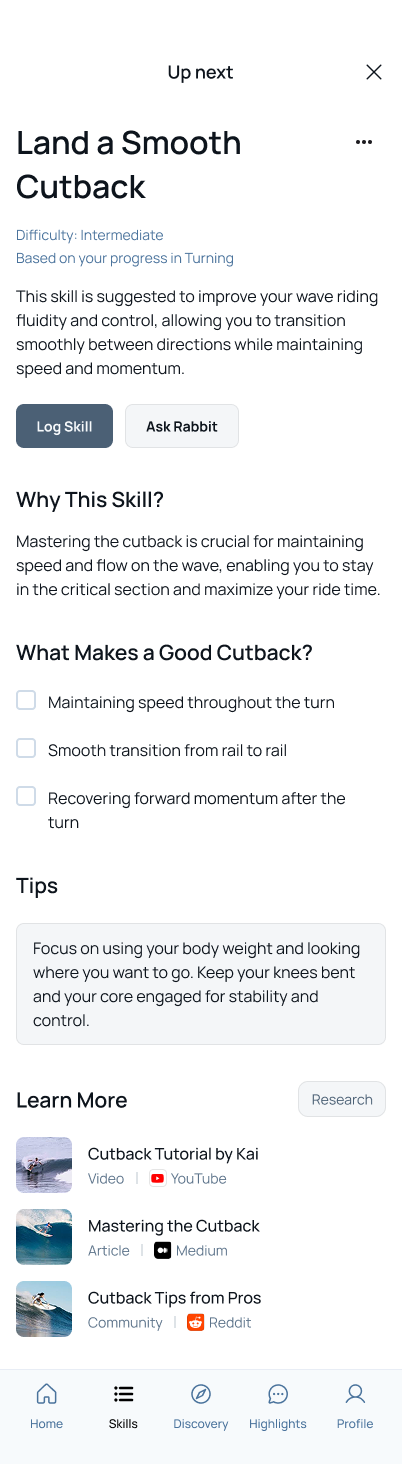 Up next
Land a Smooth
Cutback
Difficulty: Intermediate
Based on your progress in Turning
This skill is suggested to improve your wave riding
fluidity and control, allowing you to transition
smoothly between directions while maintaining
speed and momentum.
Log Skill
Ask Rabbit
Why This Skill?
Mastering the cutback is crucial for maintaining
speed and flow on the wave, enabling you to stay
in the critical section and maximize your ride time.
What Makes a Good Cutback?
Maintaining speed throughout the turn
Smooth transition from rail to rail
Recovering forward momentum after the
turn
Tips
Focus on using your body weight and looking
where you want to go. Keep your knees bent
and your core engaged for stability and
control.
Learn More
Research
Cutback Tutorial by Kai
Video | YouTube
Mastering the Cutback
Article | Medium
Cutback Tips from Pros
Community | Reddit
Home
Skills
Discovery
Highlights
Profile